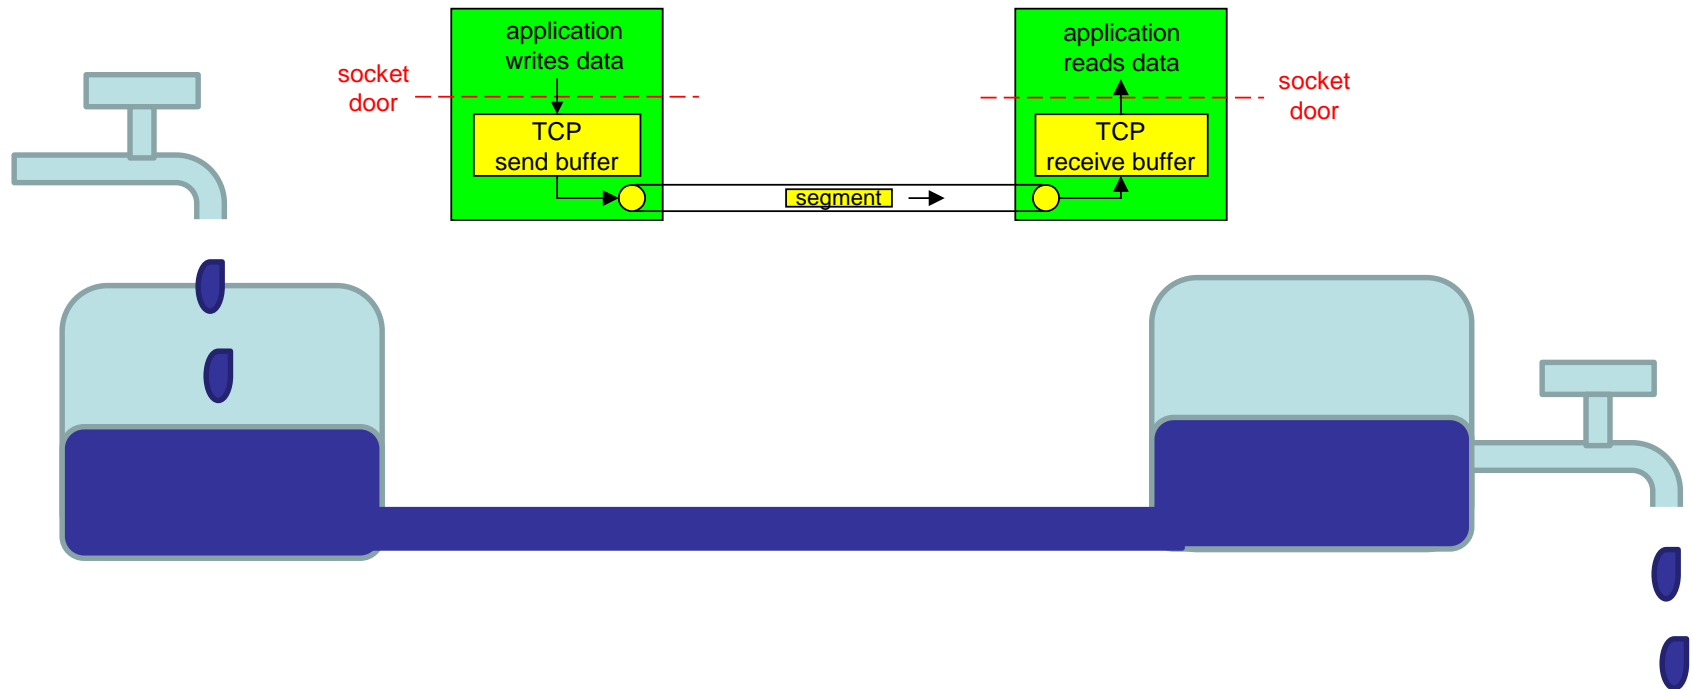 application
writes data
socket
door
TCP
send buffer
segment
application
reads data
socket
door
TCP
receive buffer